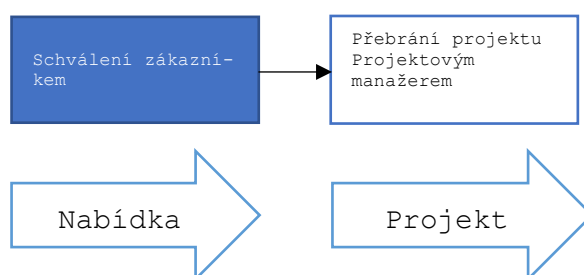 Schválení zákazní-
kem
Přebrání projektu
Projektovým
manažerem
Nabídka
Projekt